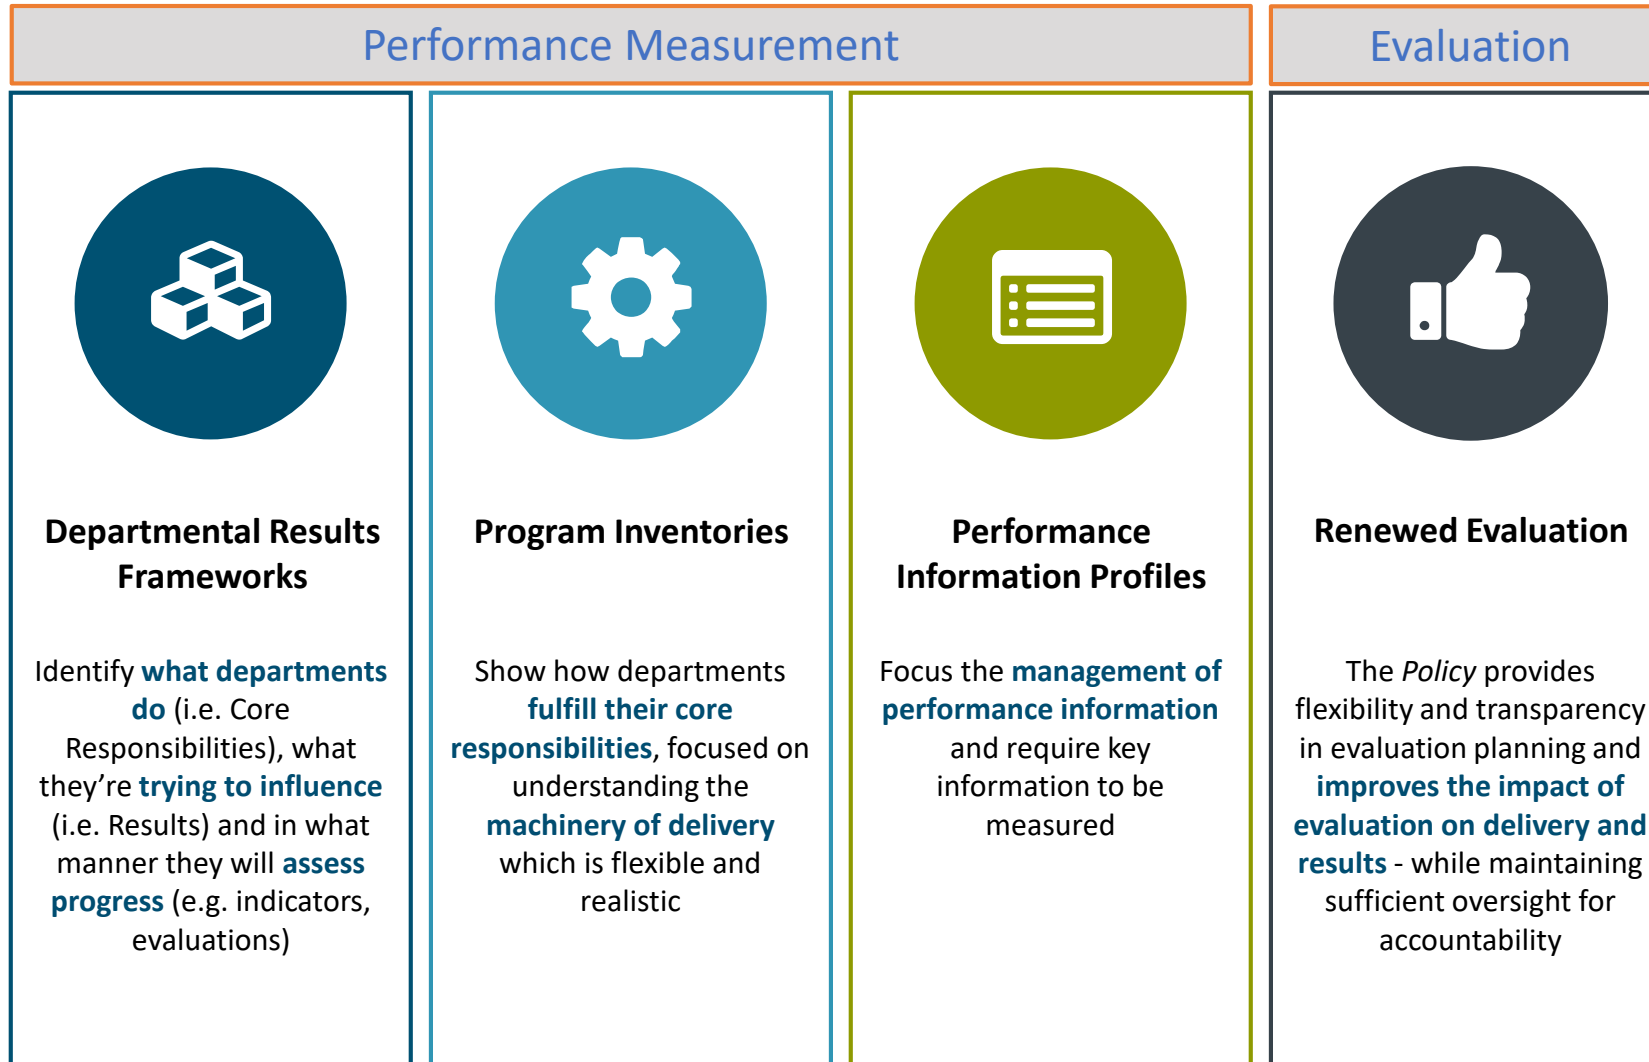 Performance Measurement
Evaluation
Departmental Results
Frameworks
Identify what departments
do (i.e. Core
Responsibilities), what
they’re trying to influence
(i.e. Results) and in what
manner they will assess
progress (e.g. indicators,
evaluations)
Program Inventories
Show how departments
fulfill their core
responsibilities, focused on
understanding the
machinery of delivery
which is flexible and
realistic
Performance
Information Profiles
Focus the management of
performance information
and require key
information to be
measured
Renewed Evaluation
The Policy provides
flexibility and transparency
in evaluation planning and
improves the impact of
evaluation on delivery and
results - while maintaining
sufficient oversight for
accountability